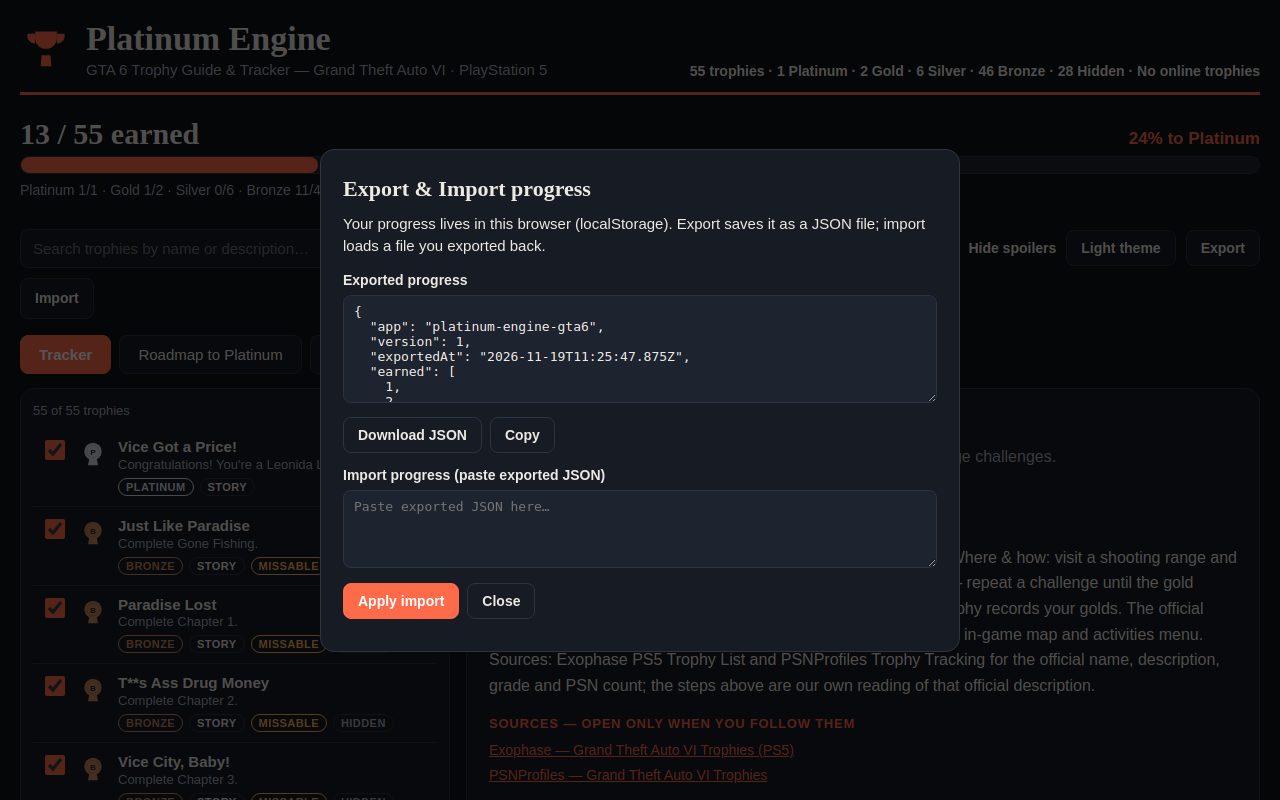 Platinum Engine
GTA 6 Trophy Guide & Tracker — Grand Theft Auto VI · PlayStation 5
55 trophies · 1 Platinum · 2 Gold · 6 Silver · 46 Bronze · 28 Hidden · No online trophies
13 / 55 earned
24% to Platinum
Platinum 1/1 · Gold 1/2 · Silver 0/6 · Bronze 11/4
Search trophies by name or description…
Hide spoilers
Light theme
Export
Import
Tracker
Roadmap to Platinum
Export & Import progress
Your progress lives in this browser (localStorage). Export saves it as a JSON file; import
loads a file you exported back.
Exported progress
{
"app": "platinum-engine-gta6",
"version": 1,
"exportedAt": "2026-11-19T11:25:47.875Z",
"earned": [
1,
2
Download JSON
Copy
Import progress (paste exported JSON)
Paste exported JSON here…
Apply import
Close
55 of 55 trophies
P
Vice Got a Price!
Congratulations! You're a Leonida L
PLATINUM
STORY
B
Just Like Paradise
Complete Gone Fishing.
BRONZE
STORY
MISSABLE
B
Paradise Lost
Complete Chapter 1.
BRONZE
STORY
MISSABLE
B
T**s Ass Drug Money
Complete Chapter 2.
BRONZE
STORY
MISSABLE
HIDDEN
B
Vice City, Baby!
Complete Chapter 3.
BRONZE
STORY
MISSABLE
HIDDEN
ge challenges.
Where & how: visit a shooting range and
- repeat a challenge until the gold
phy records your golds. The official
in-game map and activities menu.
Sources: Exophase PS5 Trophy List and PSNProfiles Trophy Tracking for the official name, description,
grade and PSN count; the steps above are our own reading of that official description.
SOURCES — OPEN ONLY WHEN YOU FOLLOW THEM
Exophase — Grand Theft Auto VI Trophies (PS5)
PSNProfiles — Grand Theft Auto VI Trophies